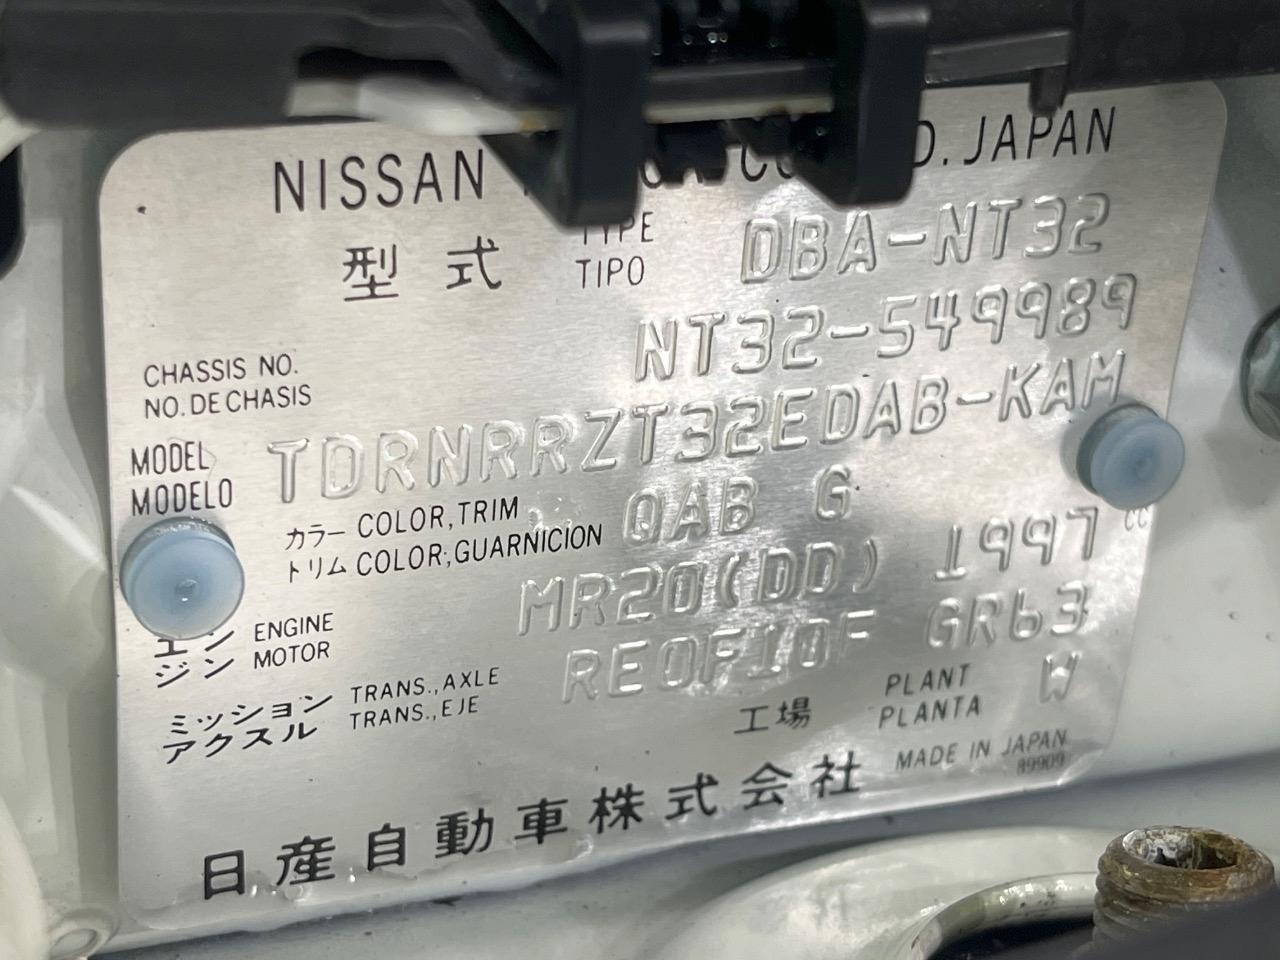 NISSAN CO D. JAPAN
型式 TYPE TIPO DBA-NT32
CHASSIS NO. NT32-549989
NO. DE CHASIS
MODEL TDRNRRZT32EDAB-KAM
MODELO
カラー COLOR, TRIM QAB G
トリム COLOR; GUARNICION
エンジン ENGINE MOTOR MR20(DD) 1997 CC
ミッション TRANS., AXLE RE0F10F GR63
アクスル TRANS., EJE
工場 PLANT PLANTA W
MADE IN JAPAN
89909
日産自動車株式会社